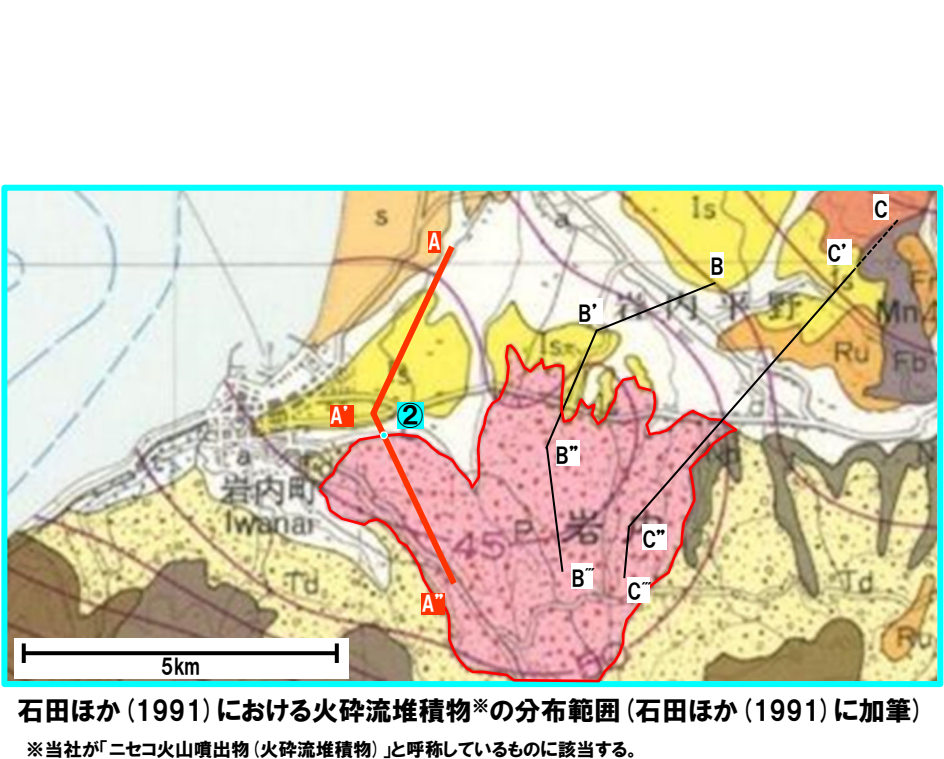 s
a
Is
C
A
C'
B
Fr
岩内平野
Mn
B'
Is
Ru
Fb
s
A'
②
a
B”
岩内町
Iwanai
P
岩
45
C”
B‴
C‴
Td
Td
A”
Ru
5km
石田ほか(1991)における火砕流堆積物※の分布範囲(石田ほか(1991)に加筆)
※当社が「ニセコ火山噴出物(火砕流堆積物)」と呼称しているものに該当する。